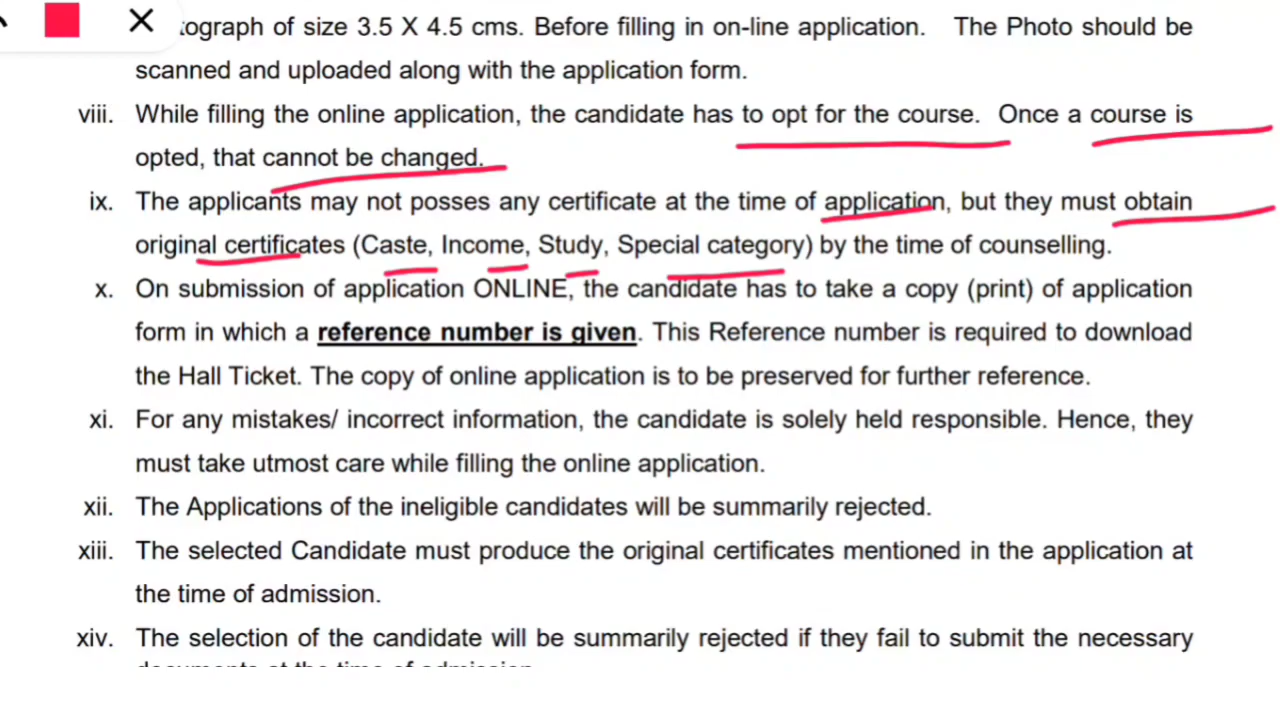 of size 3.5 X 4.5 cms. Before filling in on-line application. The Photo should be
scanned and uploaded along with the application form.
viii. While filling the online application, the candidate has to opt for the course. Once a course is
opted, that cannot be changed.
ix. The applicants may not posses any certificate at the time of application, but they must obtain
original certificates (Caste, Income, Study, Special category) by the time of counselling.
x. On submission of application ONLINE, the candidate has to take a copy (print) of application
form in which a reference number is given. This Reference number is required to download
the Hall Ticket. The copy of online application is to be preserved for further reference.
xi. For any mistakes/ incorrect information, the candidate is solely held responsible. Hence, they
must take utmost care while filling the online application.
xii. The Applications of the ineligible candidates will be summarily rejected.
xiii. The selected Candidate must produce the original certificates mentioned in the application at
the time of admission.
xiv. The selection of the candidate will be summarily rejected if they fail to submit the necessary